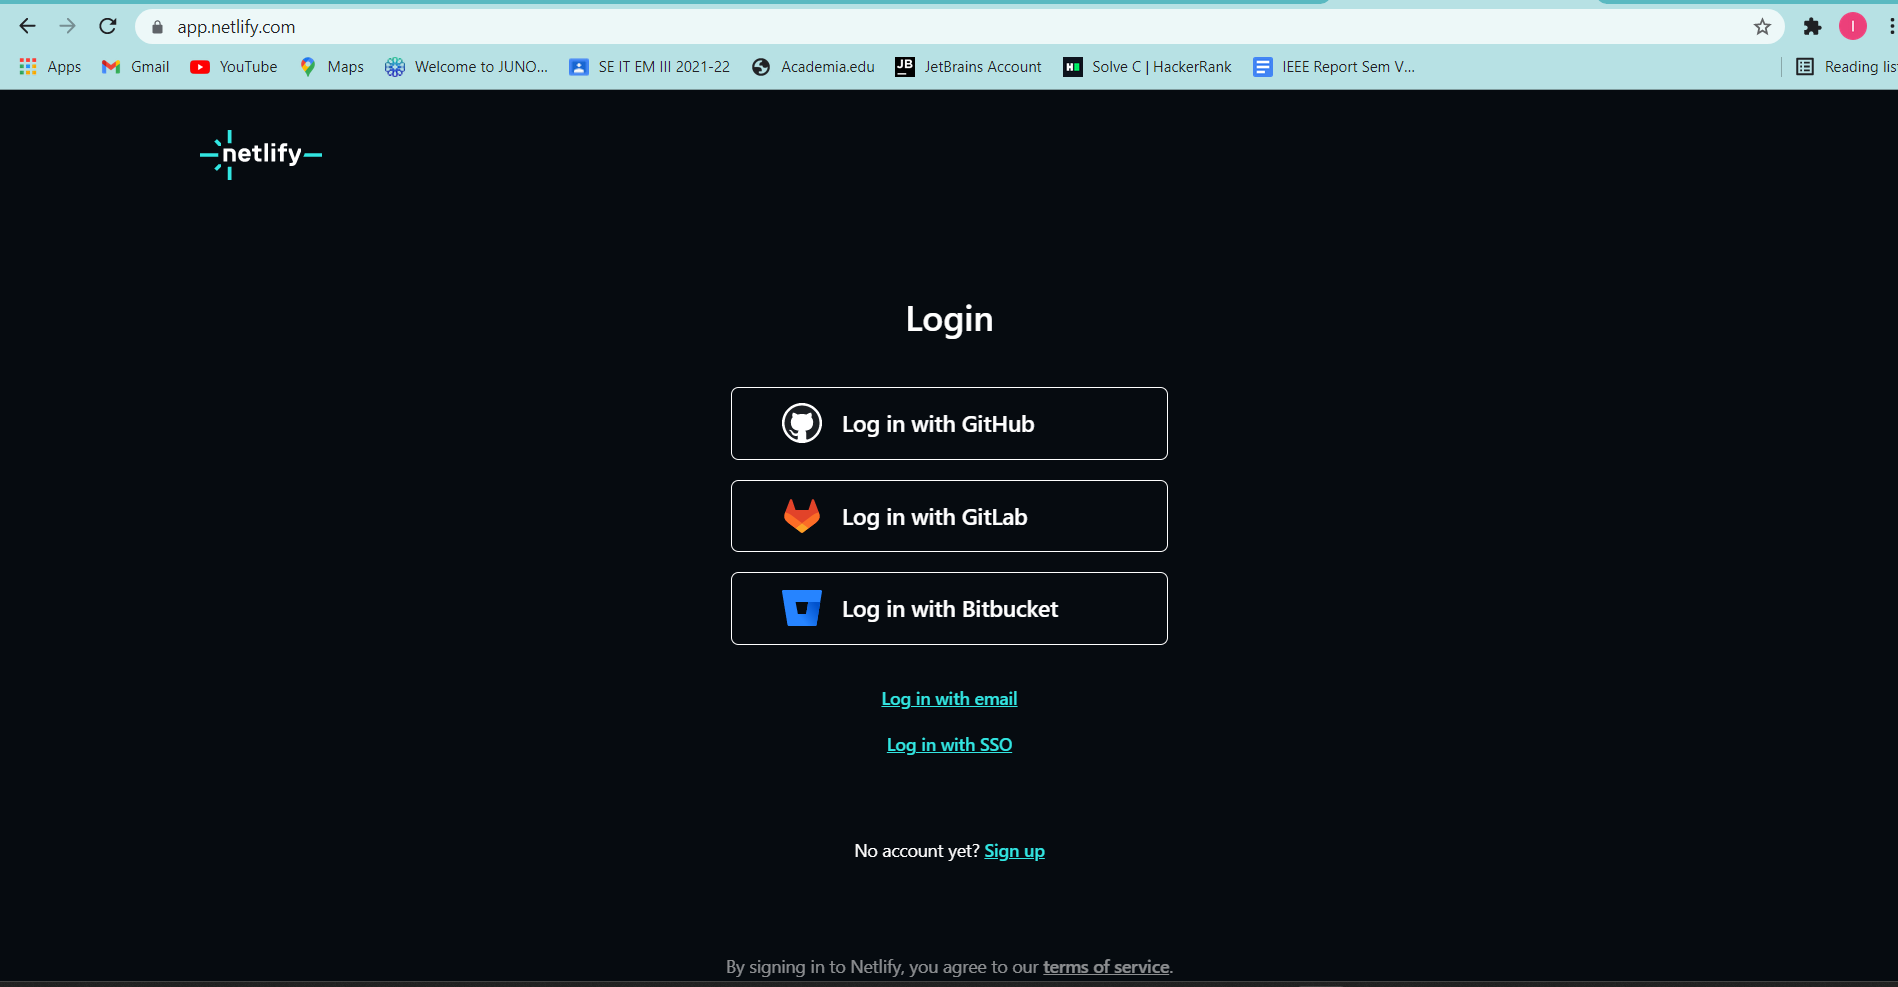 app.netlify.com
I
Apps Gmail YouTube Maps Welcome to JUNO... SE IT EM III 2021-22 Academia.edu JB JetBrains Account H Solve C | HackerRank IEEE Report Sem V... Reading lis
netlify
Login
Log in with GitHub
Log in with GitLab
Log in with Bitbucket
Log in with email
Log in with SSO
No account yet? Sign up
By signing in to Netlify, you agree to our terms of service.